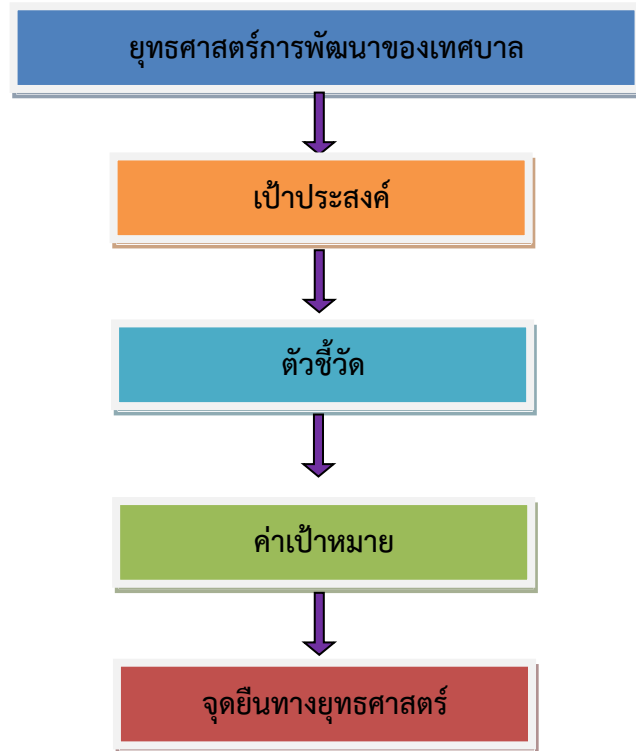 ยุทธศาสตร์การพัฒนาของเทศบาล
เป้าประสงค์
ตัวชี้วัด
ค่าเป้าหมาย
จุดยืนทางยุทธศาสตร์